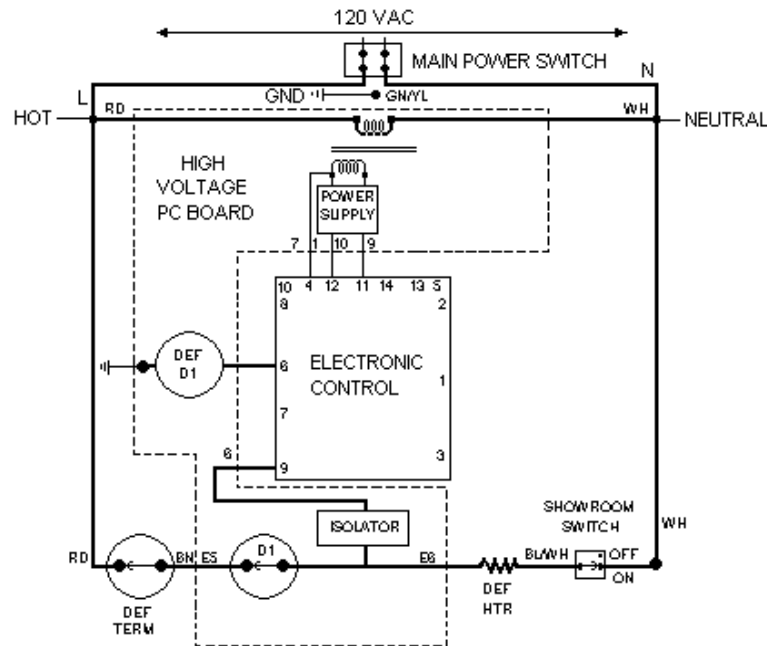 120 VAC
MAIN POWER SWITCH
N
L
GND
GN/YL
HOT
RD
WH
NEUTRAL
HIGH
VOLTAGE
PC BOARD
POWER
SUPPLY
7 1 10 9
10 4 12 11 14 13 5
8 2
DEF
D1
6
ELECTRONIC
CONTROL
1
7
6
9
3
ISOLATOR
SHOWROOM
SWITCH
WH
RD
BN
E5
D1
E6
BL/WH
OFF
ON
DEF
TERM
DEF
HTR